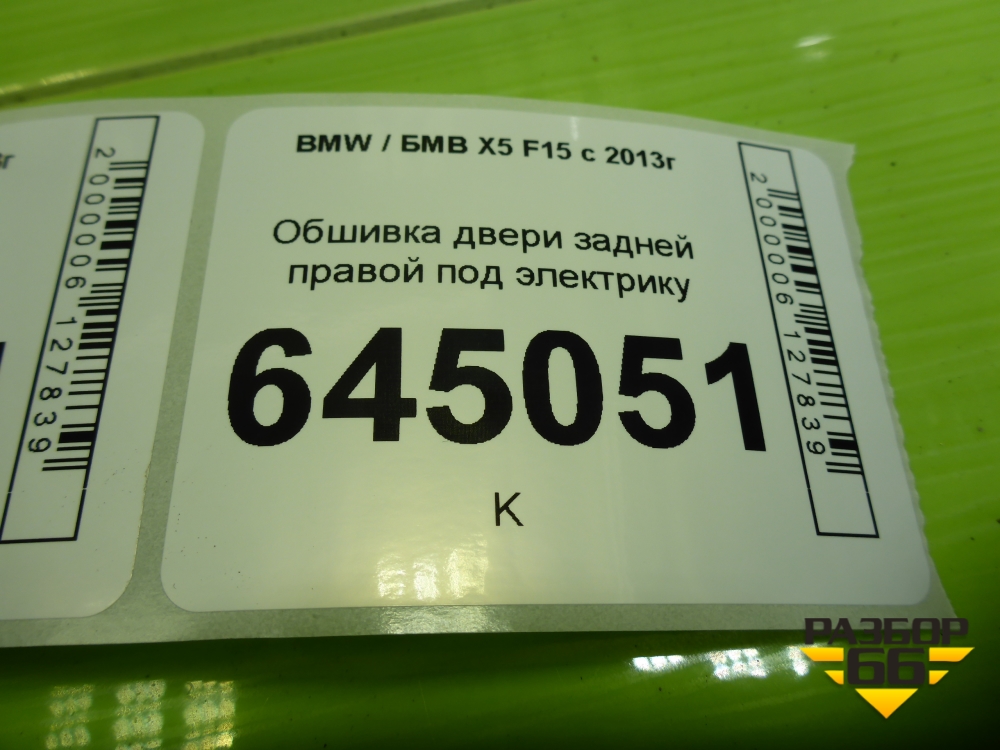 BMW / БМВ X5 F15 с 2013г
Обшивка двери задней
правой под электрику
645051
К
2000006127839
2000006127839
РАЗБОР
66